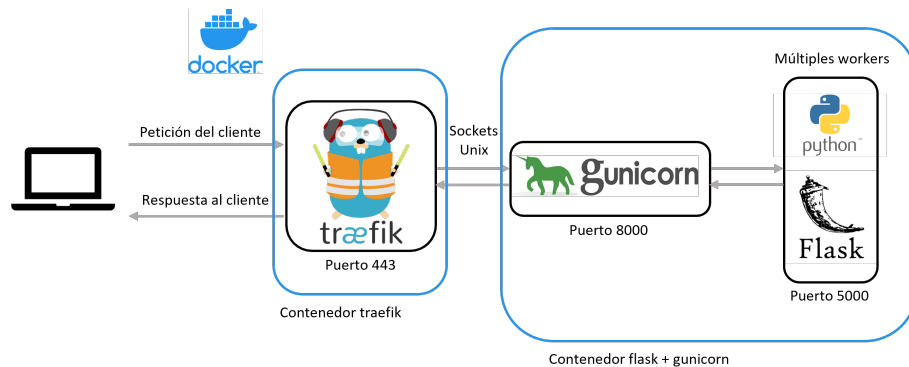 docker
Múltiples workers
Petición del cliente
Sockets
Unix
python™
gunicorn
Respuesta al cliente
træfik
Flask
Puerto 8000
Puerto 443
Puerto 5000
Contenedor traefik
Contenedor flask + gunicorn